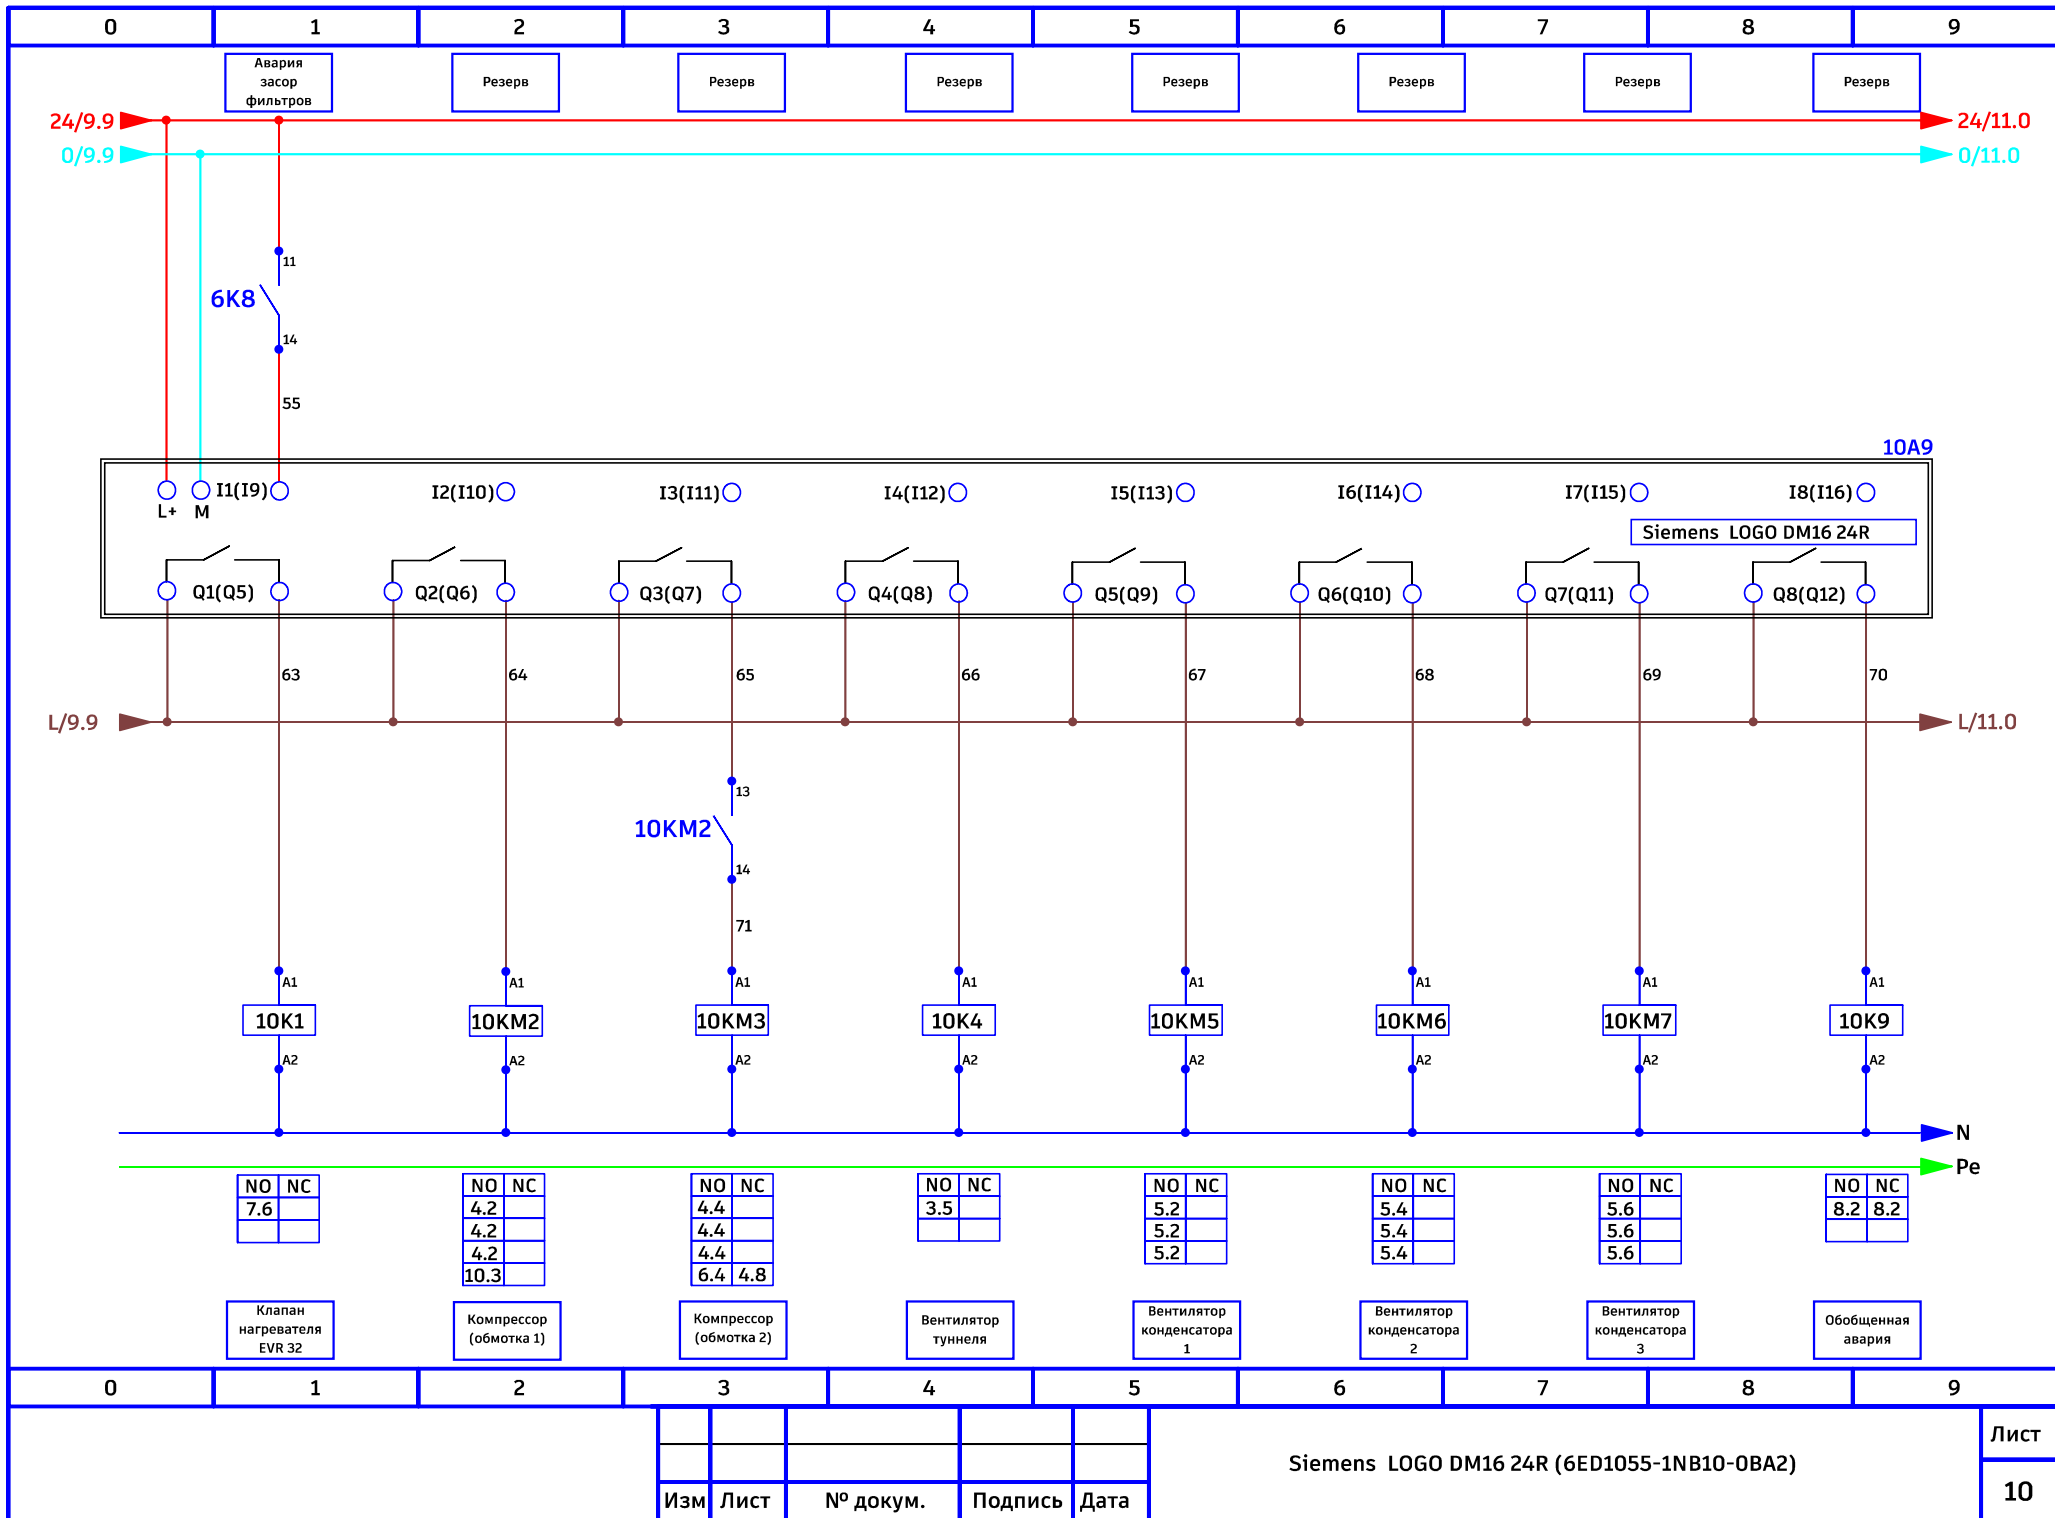 0 1 2 3 4 5 6 7 8 9
Авария
засор
фильтров
Резерв
Резерв
Резерв
Резерв
Резерв
Резерв
Резерв
24/9.9
24/11.0
0/9.9
0/11.0
11
6K8
14
55
10A9
I1(I9)
I2(I10)
I3(I11)
I4(I12)
I5(I13)
I6(I14)
I7(I15)
I8(I16)
L+ M
Siemens LOGO DM16 24R
Q1(Q5)
Q2(Q6)
Q3(Q7)
Q4(Q8)
Q5(Q9)
Q6(Q10)
Q7(Q11)
Q8(Q12)
63
64
65
66
67
68
69
70
L/9.9
L/11.0
13
10KM2
14
71
A1
A1
A1
A1
A1
A1
A1
A1
10K1
10KM2
10KM3
10K4
10KM5
10KM6
10KM7
10K9
A2
A2
A2
A2
A2
A2
A2
A2
N
Pe
NO NC
7.6
NO NC
4.2
4.2
4.2
10.3
NO NC
4.4
4.4
4.4
6.4 4.8
NO NC
3.5
NO NC
5.2
5.2
5.2
NO NC
5.4
5.4
5.4
NO NC
5.6
5.6
5.6
NO NC
8.2 8.2
Клапан
нагревателя
EVR 32
Компрессор
(обмотка 1)
Компрессор
(обмотка 2)
Вентилятор
туннеля
Вентилятор
конденсатора
1
Вентилятор
конденсатора
2
Вентилятор
конденсатора
3
Обобщенная
авария
0 1 2 3 4 5 6 7 8 9
Изм Лист № докум. Подпись Дата
Siemens LOGO DM16 24R (6ED1055-1NB10-0BA2)
Лист
10